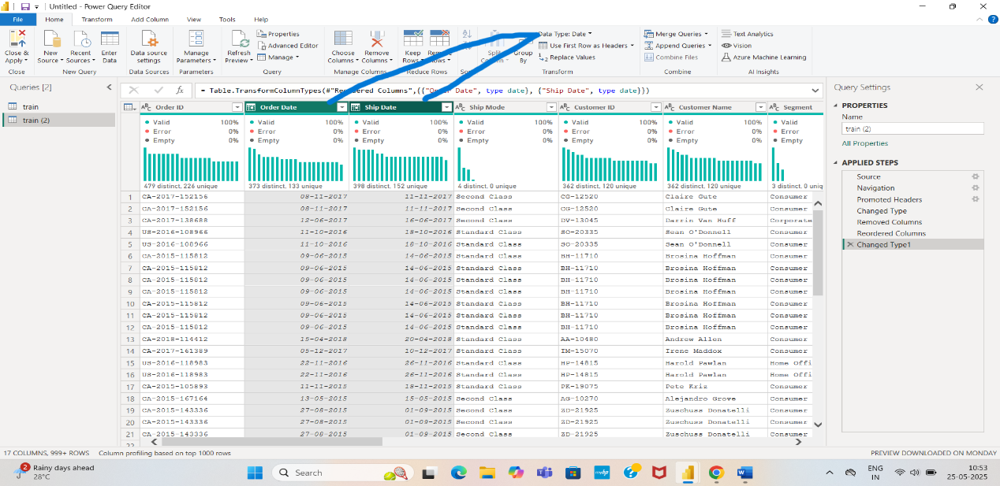 Untitled - Power Query Editor
File Home Transform Add Column View Tools Help
Close & Apply
New Source
Recent Sources
Enter Data
Data source settings
Manage Parameters
Refresh Preview
Properties
Advanced Editor
Manage
Choose Columns
Remove Columns
Keep Rows
Rows
Group By
Data Type: Date
Use First Row as Headers
Replace Values
Merge Queries
Append Queries
Combine Files
Text Analytics
Vision
Azure Machine Learning
Close New Query Data Sources Parameters Query Manage Columns Reduce Rows Transform Combine AI Insights
Queries [2]
train
train (2)
fx
= Table.TransformColumnTypes(#"Reordered Columns",{{"Order Date", type date}, {"Ship Date", type date}})
Order ID Order Date Ship Date Ship Mode Customer ID Customer Name Segment
Valid 100% Valid 100% Valid 100% Valid 100% Valid 100% Valid 100% Valid
Error 0% Error 0% Error 0% Error 0% Error 0% Error 0% Error
Empty 0% Empty 0% Empty 0% Empty 0% Empty 0% Empty 0% Empty
479 distinct, 226 unique 373 distinct, 133 unique 398 distinct, 152 unique 4 distinct, 0 unique 362 distinct, 120 unique 362 distinct, 120 unique 3 distinct, 0 uniq
1 CA-2017-152156 08-11-2017 11-11-2017 Second Class CG-12520 Claire Gute Consumer
2 CA-2017-152156 08-11-2017 11-11-2017 Second Class CG-12520 Claire Gute Consumer
3 CA-2017-138688 12-06-2017 16-06-2017 Second Class DV-13045 Darrin Van Huff Corporate
4 US-2016-108966 11-10-2016 18-10-2016 Standard Class SO-20335 Sean O'Donnell Consumer
5 US-2016-108966 11-10-2016 18-10-2016 Standard Class SO-20335 Sean O'Donnell Consumer
6 CA-2015-115812 09-06-2015 14-06-2015 Standard Class BH-11710 Brosina Hoffman Consumer
7 CA-2015-115812 09-06-2015 14-06-2015 Standard Class BH-11710 Brosina Hoffman Consumer
8 CA-2015-115812 09-06-2015 14-06-2015 Standard Class BH-11710 Brosina Hoffman Consumer
9 CA-2015-115812 09-06-2015 14-06-2015 Standard Class BH-11710 Brosina Hoffman Consumer
10 CA-2015-115812 09-06-2015 14-06-2015 Standard Class BH-11710 Brosina Hoffman Consumer
11 CA-2015-115812 09-06-2015 14-06-2015 Standard Class BH-11710 Brosina Hoffman Consumer
12 CA-2015-115812 09-06-2015 14-06-2015 Standard Class BH-11710 Brosina Hoffman Consumer
13 CA-2018-114412 15-04-2018 20-04-2018 Standard Class AA-10480 Andrew Allen Consumer
14 CA-2017-161389 05-12-2017 10-12-2017 Standard Class IM-15070 Irene Maddox Consumer
15 US-2016-118983 22-11-2016 26-11-2016 Standard Class HP-14815 Harold Pawlan Home Offi
16 US-2016-118983 22-11-2016 26-11-2016 Standard Class HP-14815 Harold Pawlan Home Offi
17 CA-2015-105893 11-11-2015 18-11-2015 Standard Class PK-19075 Pete Kriz Consumer
18 CA-2015-167164 13-05-2015 15-05-2015 Second Class AG-10270 Alejandro Grove Consumer
19 CA-2015-143336 27-08-2015 01-09-2015 Second Class ZD-21925 Zuschuss Donatelli Consumer
20 CA-2015-143336 27-08-2015 01-09-2015 Second Class ZD-21925 Zuschuss Donatelli Consumer
21 CA-2015-143336 27-08-2015 01-09-2015 Second Class ZD-21925 Zuschuss Donatelli Consumer
Query Settings
PROPERTIES
Name
train (2)
All Properties
APPLIED STEPS
Source
Navigation
Promoted Headers
Changed Type
Removed Columns
Reordered Columns
Changed Type1
17 COLUMNS, 999+ ROWS Column profiling based on top 1000 rows PREVIEW DOWNLOADED ON MONDAY
2
Rainy days ahead
28°C
Search
ENG
IN
10:53
25-05-2025